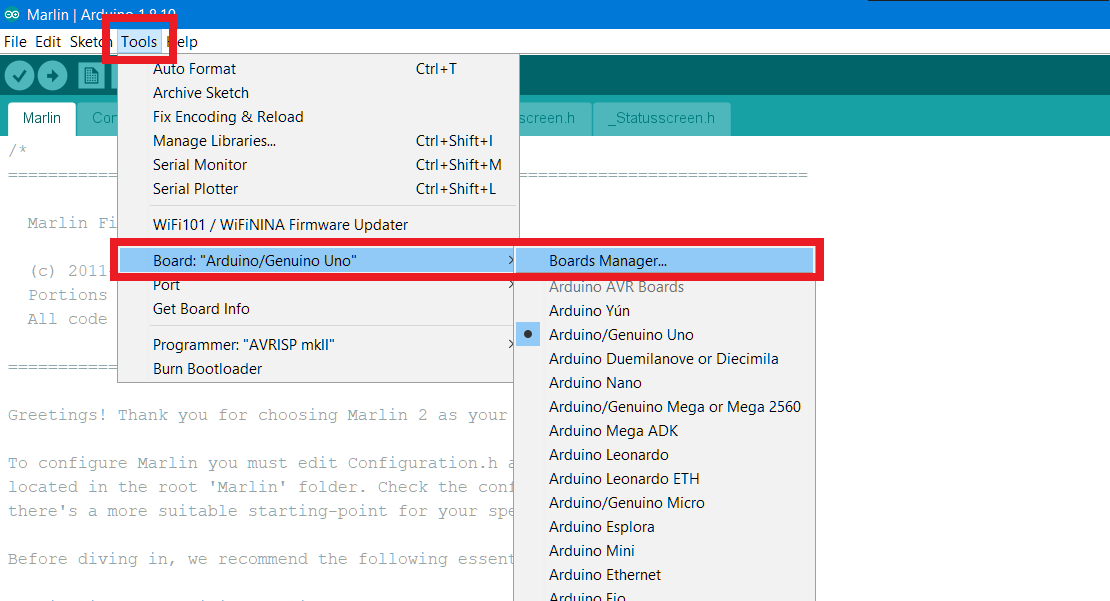 Marlin | Arduino 1.8.10
File Edit Sketch Tools Help
Auto Format Ctrl+T
Archive Sketch
Fix Encoding & Reload
Manage Libraries... Ctrl+Shift+I
Serial Monitor Ctrl+Shift+M
Serial Plotter Ctrl+Shift+L
WiFi101 / WiFiNINA Firmware Updater
Board: "Arduino/Genuino Uno"
Port
Get Board Info
Programmer: "AVRISP mkII"
Burn Bootloader
Boards Manager...
Arduino AVR Boards
Arduino Yún
Arduino/Genuino Uno
Arduino Duemilanove or Diecimila
Arduino Nano
Arduino/Genuino Mega or Mega 2560
Arduino Mega ADK
Arduino Leonardo
Arduino Leonardo ETH
Arduino/Genuino Micro
Arduino Esplora
Arduino Mini
Arduino Ethernet
Arduino Fio
Marlin Con screen.h _Statusscreen.h
/*
Marlin Fi
(c) 2011
Portions
All code
Greetings! Thank you for choosing Marlin 2 as your
To configure Marlin you must edit Configuration.h a
located in the root 'Marlin' folder. Check the conf
there's a more suitable starting-point for your spe
Before diving in, we recommend the following essent